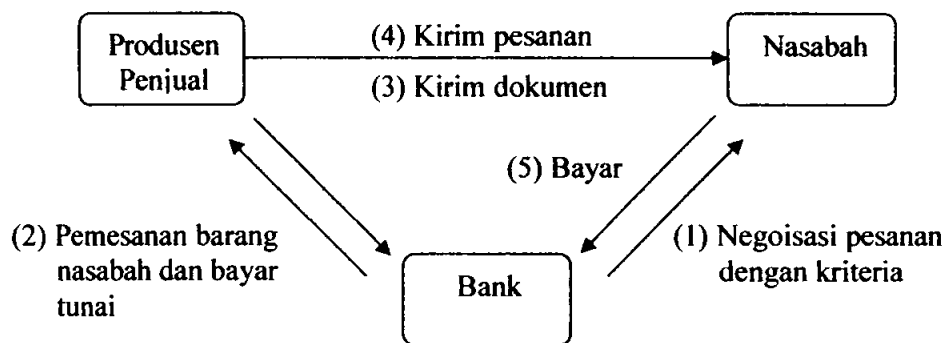 Produsen
Penjual
(4) Kirim pesanan
(3) Kirim dokumen
Nasabah
(5) Bayar
(2) Pemesanan barang
nasabah dan bayar
tunai
(1) Negoisasi pesanan
dengan kriteria
Bank